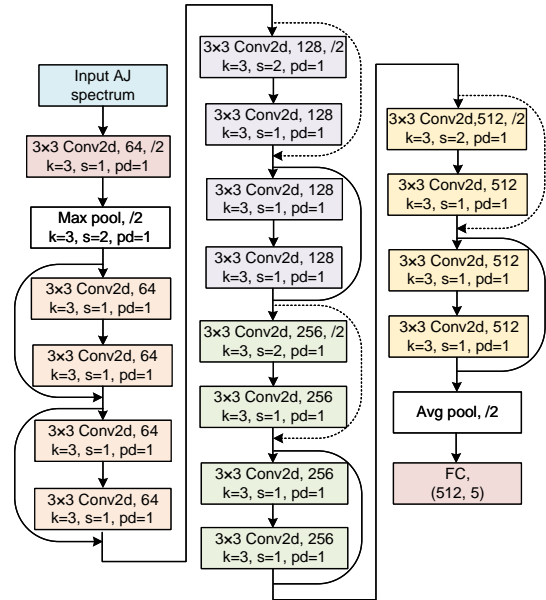 Input AJ
spectrum
3×3 Conv2d, 64, /2
k=3, s=1, pd=1
Max pool, /2
k=3, s=2, pd=1
3×3 Conv2d, 64
k=3, s=1, pd=1
3×3 Conv2d, 64
k=3, s=1, pd=1
3×3 Conv2d, 64
k=3, s=1, pd=1
3×3 Conv2d, 64
k=3, s=1, pd=1
3×3 Conv2d, 128, /2
k=3, s=2, pd=1
3×3 Conv2d, 128
k=3, s=1, pd=1
3×3 Conv2d, 128
k=3, s=1, pd=1
3×3 Conv2d, 128
k=3, s=1, pd=1
3×3 Conv2d, 256, /2
k=3, s=2, pd=1
3×3 Conv2d, 256
k=3, s=1, pd=1
3×3 Conv2d, 256
k=3, s=1, pd=1
3×3 Conv2d, 256
k=3, s=1, pd=1
3×3 Conv2d,512, /2
k=3, s=2, pd=1
3×3 Conv2d, 512
k=3, s=1, pd=1
3×3 Conv2d, 512
k=3, s=1, pd=1
3×3 Conv2d, 512
k=3, s=1, pd=1
Avg pool, /2
FC,
(512, 5)